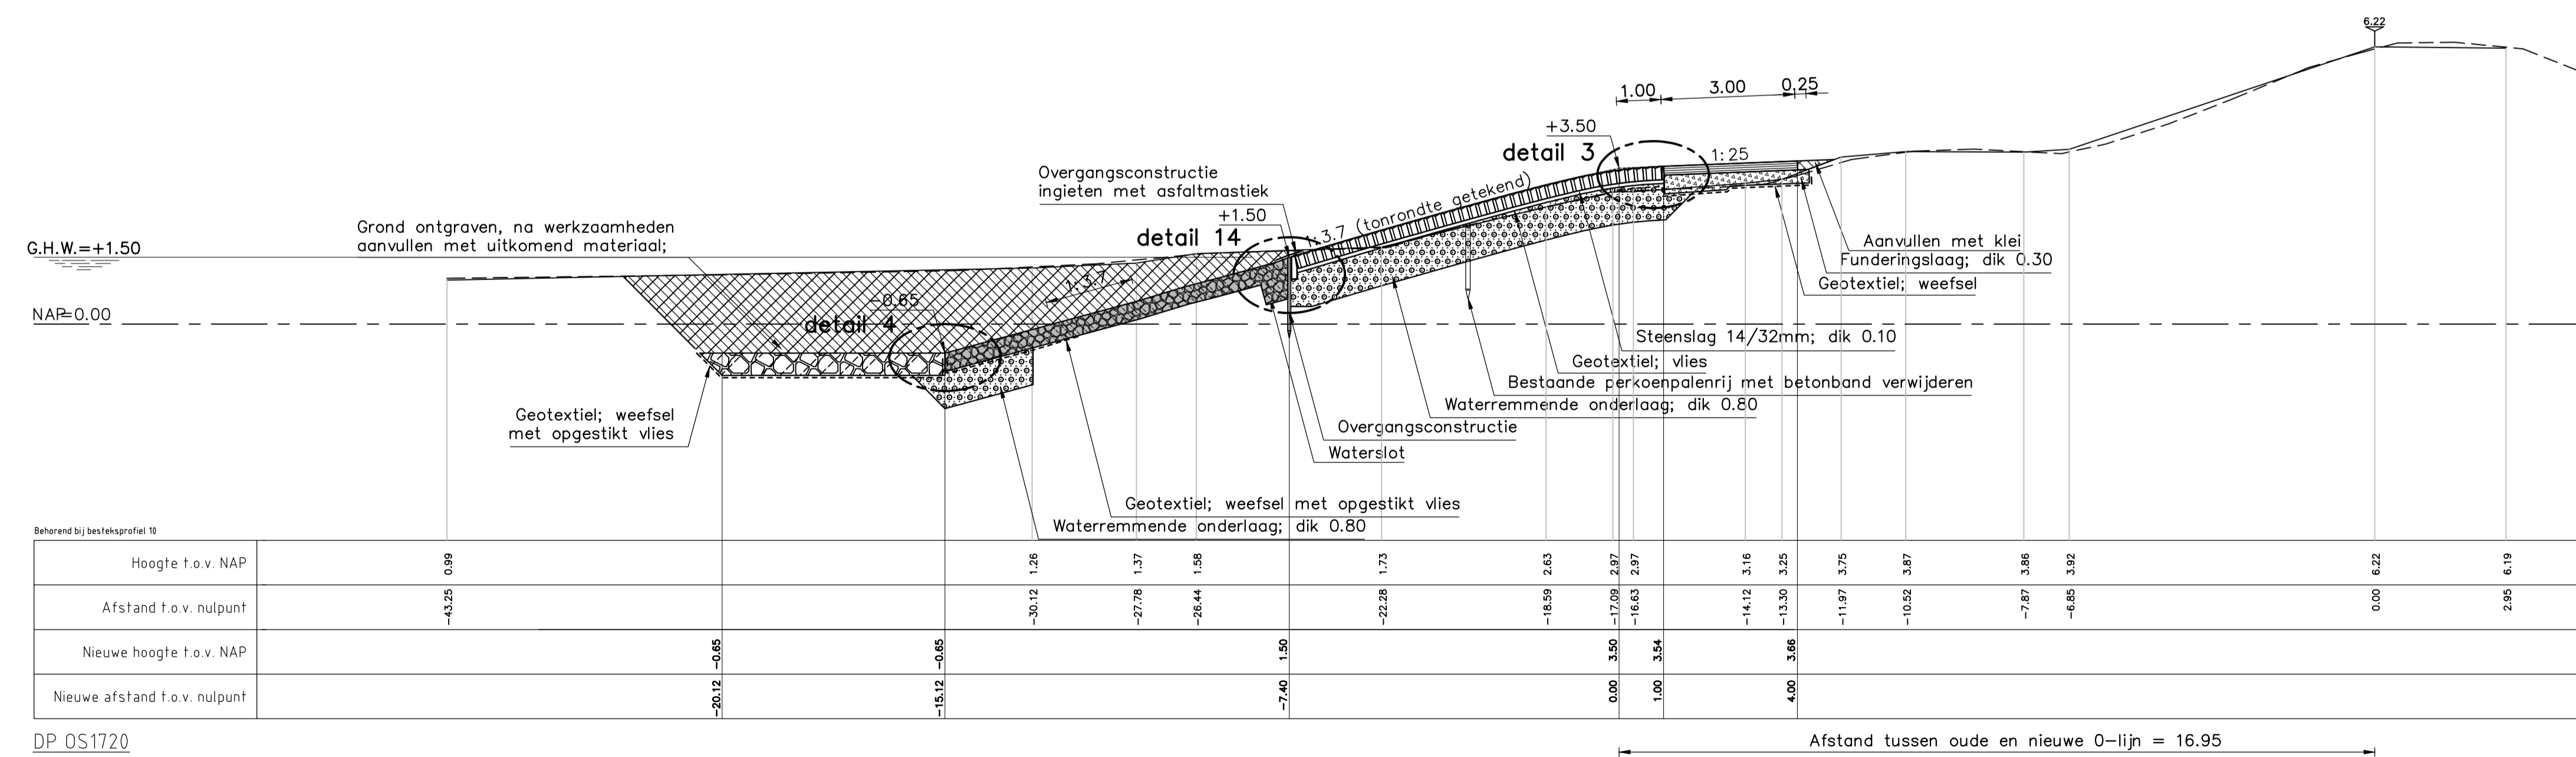 6.22
1.00 3.00 0.25
+3.50
detail 3
1:25
Overgangsconstructie
ingieten met asfaltmastiek
+1.50
detail 14
1:3.7 (tonrondte getekend)
Grond ontgraven, na werkzaamheden
aanvullen met uitkomend materiaal;
G.H.W.=+1.50
NAP=0.00
1:3.7
-0.65
detail 4
Aanvullen met klei
Funderingslaag; dik 0.30
Geotextiel; weefsel
Steenslag 14/32mm; dik 0.10
Geotextiel; vlies
Bestaande perkoenpalenrij met betonband verwijderen
Waterremmende onderlaag; dik 0.80
Overgangsconstructie
Waterslot
Geotextiel; weefsel
met opgestikt vlies
Geotextiel; weefsel met opgestikt vlies
Waterremmende onderlaag; dik 0.80
Behorend bij besteksprofiel 10
Hoogte t.o.v. NAP 0.99 1.26 1.37 1.58 1.73 2.63 2.97 2.97 3.16 3.25 3.75 3.87 3.86 3.92 6.22 6.19
Afstand t.o.v. nulpunt -43.25 -30.12 -27.78 -26.44 -22.28 -18.59 -17.09 -16.63 -14.12 -13.30 -11.97 -10.52 -7.87 -6.85 0.00 2.95
Nieuwe hoogte t.o.v. NAP -0.65 -0.65 1.50 3.50 3.54 3.66
Nieuwe afstand t.o.v. nulpunt -20.12 -15.12 -7.40 0.00 1.00 4.00
DP OS1720
Afstand tussen oude en nieuwe 0-lijn = 16.95